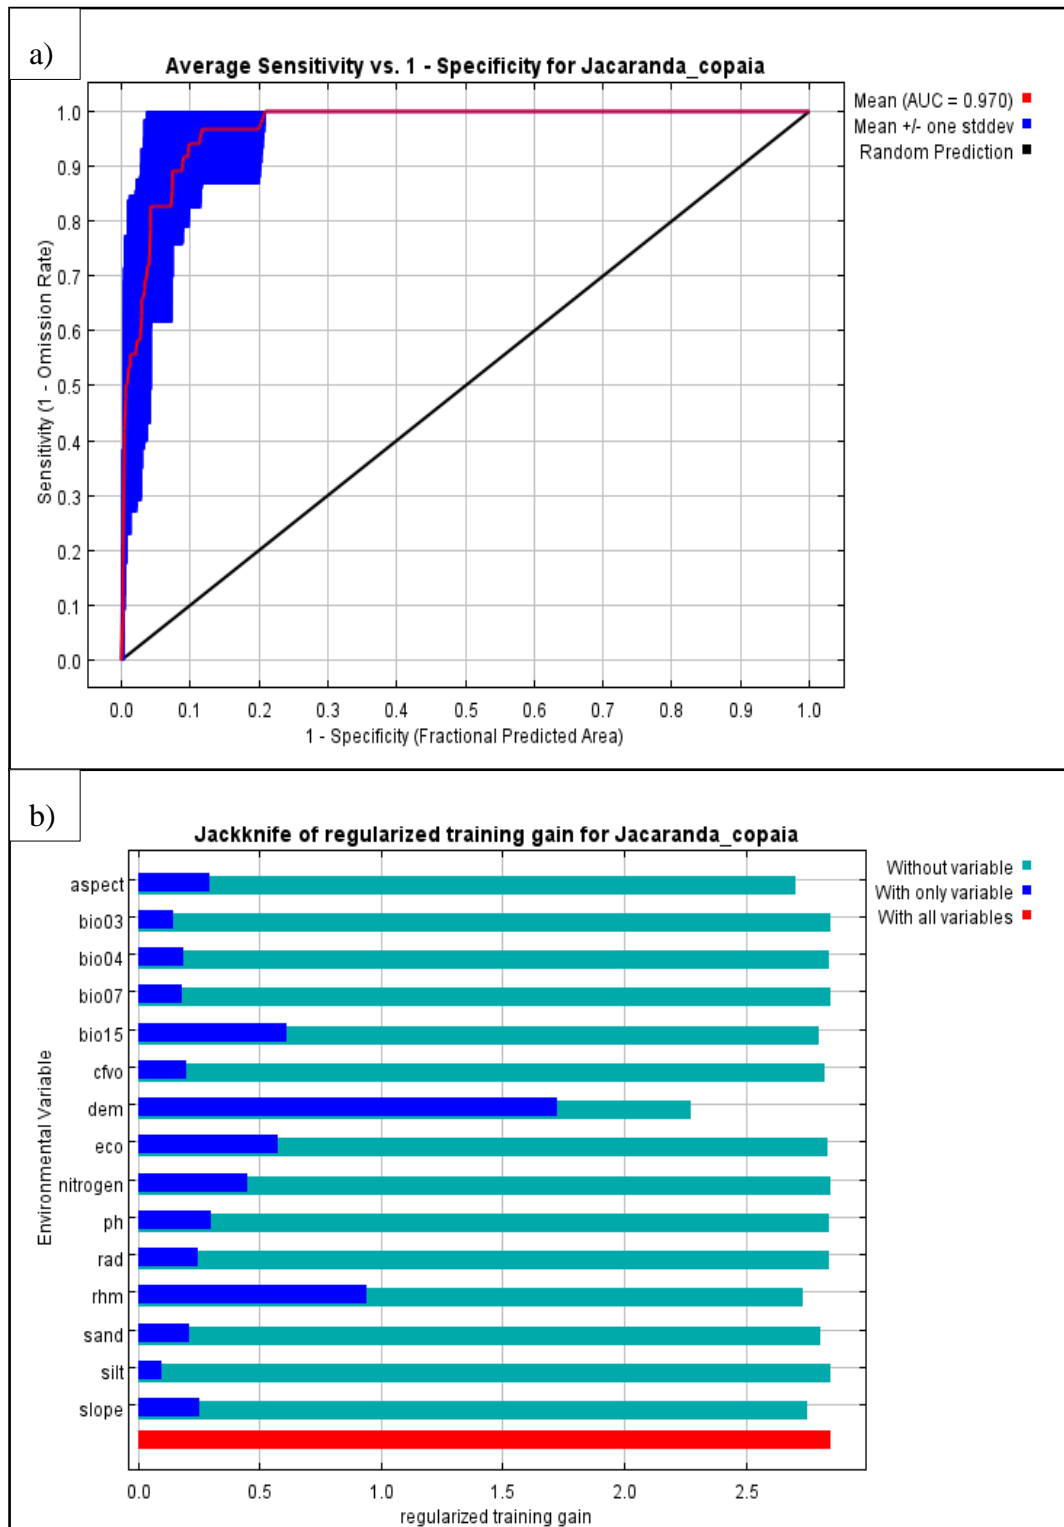 a)
Average Sensitivity vs. 1 - Specificity for Jacaranda_copaia
Mean (AUC = 0.970)
Mean +/- one stddev
Random Prediction
Sensitivity (1 - Omission Rate)
1.0
0.9
0.8
0.7
0.6
0.5
0.4
0.3
0.2
0.1
0.0
0.0 0.1 0.2 0.3 0.4 0.5 0.6 0.7 0.8 0.9 1.0
1 - Specificity (Fractional Predicted Area)
b)
Jackknife of regularized training gain for Jacaranda_copaia
Without variable
With only variable
With all variables
Environmental Variable
aspect
bio03
bio04
bio07
bio15
cfvo
dem
eco
nitrogen
ph
rad
rhm
sand
silt
slope
0.0 0.5 1.0 1.5 2.0 2.5
regularized training gain